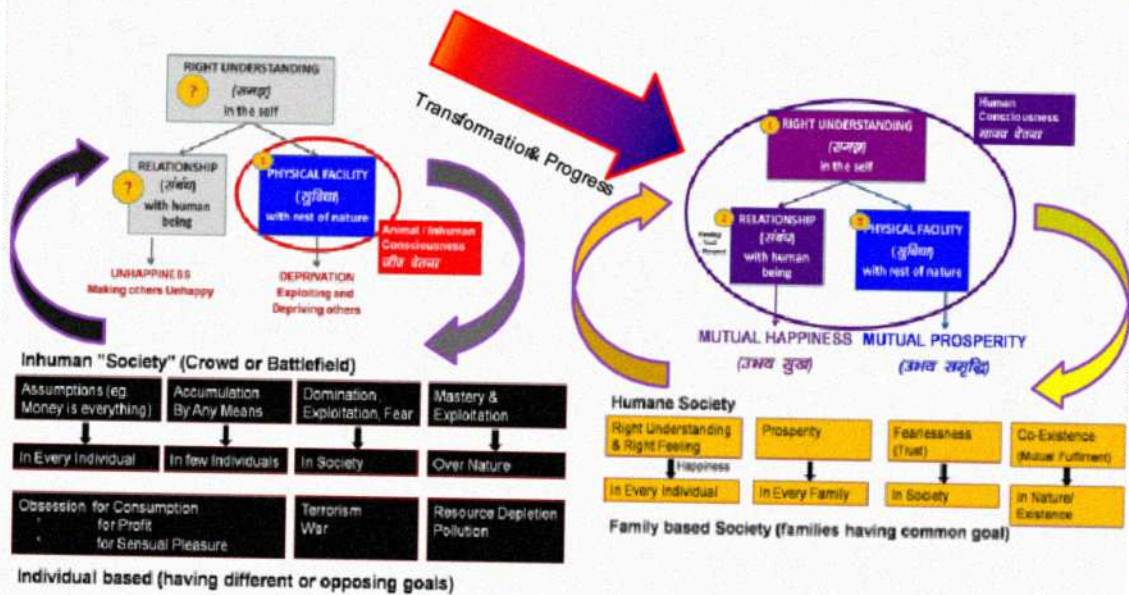 RIGHT UNDERSTANDING
?
(समझ)
in the self
RELATIONSHIP
?
(संबंध)
with human
being
1
PHYSICAL FACILITY
(सुविधा)
with rest of nature
Animal / Inhuman
Consciousness
जीव चेतना
UNHAPPINESS
Making others Unhappy
DEPRIVATION
Exploiting and
Depriving others
Inhuman "Society" (Crowd or Battlefield)
Assumptions (eg.
Money is everything)
Accumulation
By Any Means
Domination,
Exploitation, Fear
Mastery &
Exploitation
In Every Individual
In few Individuals
In Society
Over Nature
Obsession for Consumption
" for Profit
" for Sensual Pleasure
Terrorism
War
Resource Depletion
Pollution
Individual based (having different or opposing goals)
Transformation & Progress
Human
Consciousness
मानव चेतना
1
RIGHT UNDERSTANDING
(समझ)
in the self
2
RELATIONSHIP
(संबंध)
with human
being
3
PHYSICAL FACILITY
(सुविधा)
with rest of nature
MUTUAL HAPPINESS
(उभय सुख)
MUTUAL PROSPERITY
(उभय समृद्धि)
Humane Society
Right Understanding
& Right Feeling
Prosperity
Fearlessness
(Trust)
Co-Existence
(Mutual Fulfilment)
Happiness
In Every Individual
In Every Family
In Society
In Nature/
Existence
Family based Society (families having common goal)